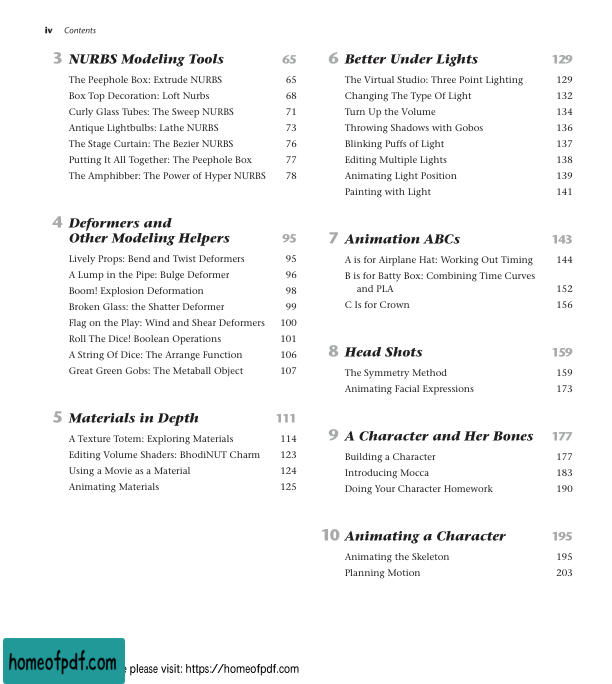 iv Contents
3 NURBS Modeling Tools 65
The Peephole Box: Extrude NURBS 65
Box Top Decoration: Loft Nurbs 68
Curly Glass Tubes: The Sweep NURBS 71
Antique Lightbulbs: Lathe NURBS 73
The Stage Curtain: The Bezier NURBS 76
Putting It All Together: The Peephole Box 77
The Amphibber: The Power of Hyper NURBS 78
4 Deformers and
Other Modeling Helpers 95
Lively Props: Bend and Twist Deformers 95
A Lump in the Pipe: Bulge Deformer 96
Boom! Explosion Deformation 98
Broken Glass: the Shatter Deformer 99
Flag on the Play: Wind and Shear Deformers 100
Roll The Dice! Boolean Operations 101
A String Of Dice: The Arrange Function 106
Great Green Gobs: The Metaball Object 107
5 Materials in Depth 111
A Texture Totem: Exploring Materials 114
Editing Volume Shaders: BhodiNUT Charm 123
Using a Movie as a Material 124
Animating Materials 125
6 Better Under Lights 129
The Virtual Studio: Three Point Lighting 129
Changing The Type Of Light 132
Turn Up the Volume 134
Throwing Shadows with Gobos 136
Blinking Puffs of Light 137
Editing Multiple Lights 138
Animating Light Position 139
Painting with Light 141
7 Animation ABCs 143
A is for Airplane Hat: Working Out Timing 144
B is for Batty Box: Combining Time Curves
and PLA 152
C Is for Crown 156
8 Head Shots 159
The Symmetry Method 159
Animating Facial Expressions 173
9 A Character and Her Bones 177
Building a Character 177
Introducing Mocca 183
Doing Your Character Homework 190
10 Animating a Character 195
Animating the Skeleton 195
Planning Motion 203
homeofpdf.com please visit: https://homeofpdf.com